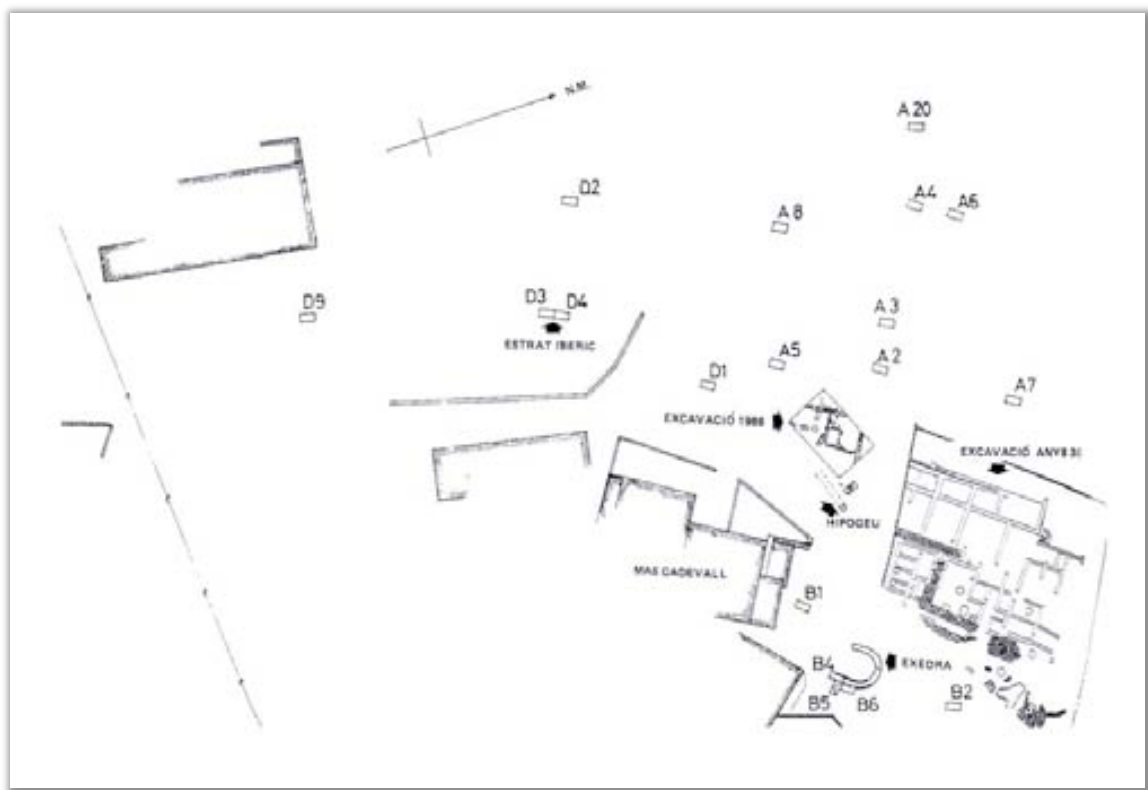 N.M.
A 20
D2
A4
A6
A 8
D9
D3
D4
ESTRAT IBERIC
A 3
A5
A 2
D1
A7
EXCAVACIÓ 1988
EXCAVACIÓ ANYS 30
HIPOGEU
MAS CADEVALL
B1
B4
EXEDRA
B5
B6
B2